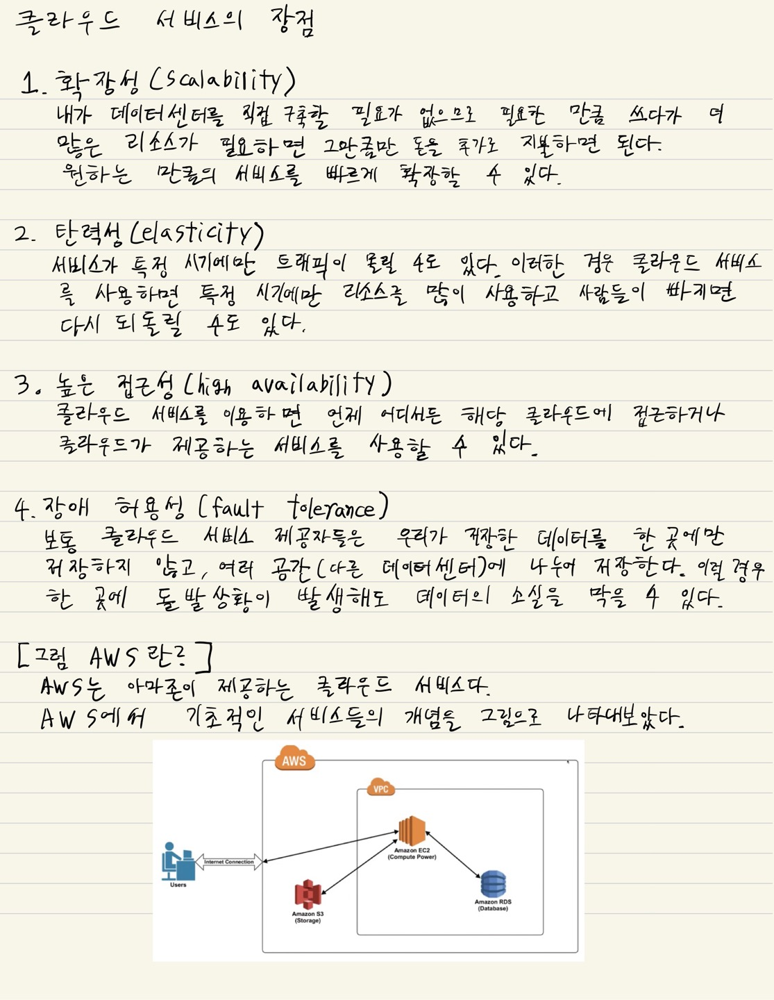 클라우드 서비스의 장점
1. 확장성(scalability)
내가 데이터센터를 직접 구축할 필요가 없으므로 필요한 만큼 쓰다가 더
많은 리소스가 필요하면 그만큼만 돈을 추가로 지불하면 된다.
원하는 만큼의 서비스를 빠르게 확장할 수 있다.
2. 탄력성(elasticity)
서비스가 특정 시기에만 트래픽이 몰릴 수도 있다. 이러한 경우 클라우드 서비스
를 사용하면 특정 시기에만 리소스를 많이 사용하고 사람들이 빠지면
다시 되돌릴 수도 있다.
3. 높은 접근성(high availability)
클라우드 서비스를 이용하면 언제 어디서든 해당 클라우드에 접근하거나
클라우드가 제공하는 서비스를 사용할 수 있다.
4. 장애 허용성(fault tolerance)
보통 클라우드 서비스 제공자들은 우리가 저장한 데이터를 한 곳에만
저장하지 않고, 여러 공간(다른 데이터센터)에 나누어 저장한다. 이럴 경우
한 곳에 돌발상황이 발생해도 데이터의 소실을 막을 수 있다.
[그럼 AWS란?]
AWS는 아마존이 제공하는 클라우드 서비스다.
AWS에서 기초적인 서비스들의 개념을 그림으로 나타내보았다.
AWS
VPC
Amazon EC2
(Compute Power)
Internet Connection
Users
Amazon S3
(Storage)
Amazon RDS
(Database)